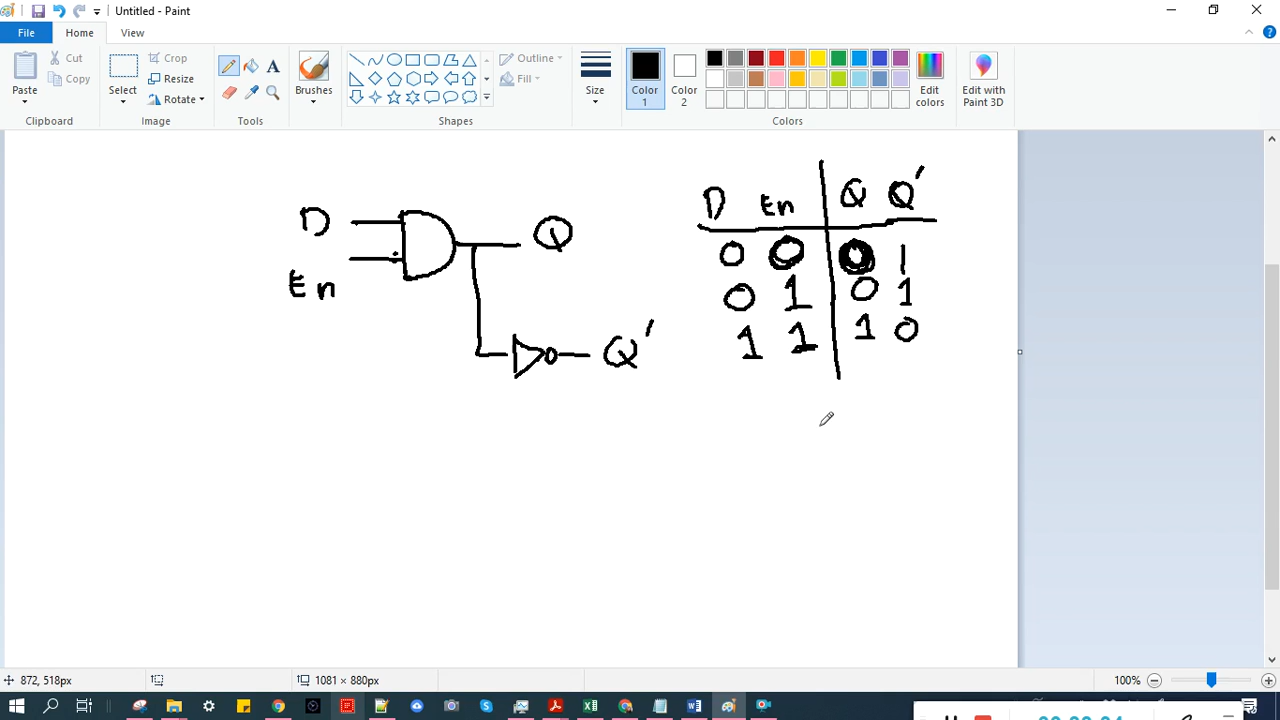 Untitled - Paint
File Home View
Paste Cut Copy Clipboard
Select Crop Resize Rotate Image
A Tools
Brushes
Outline Fill Shapes
Size
Color 1 Color 2 Edit colors Edit with Paint 3D Colors
D En Q Q'
D Q
0 0 0 1
En
0 1 0 1
1 1 1 0
Q'
872, 518px 1081 × 880px 100%